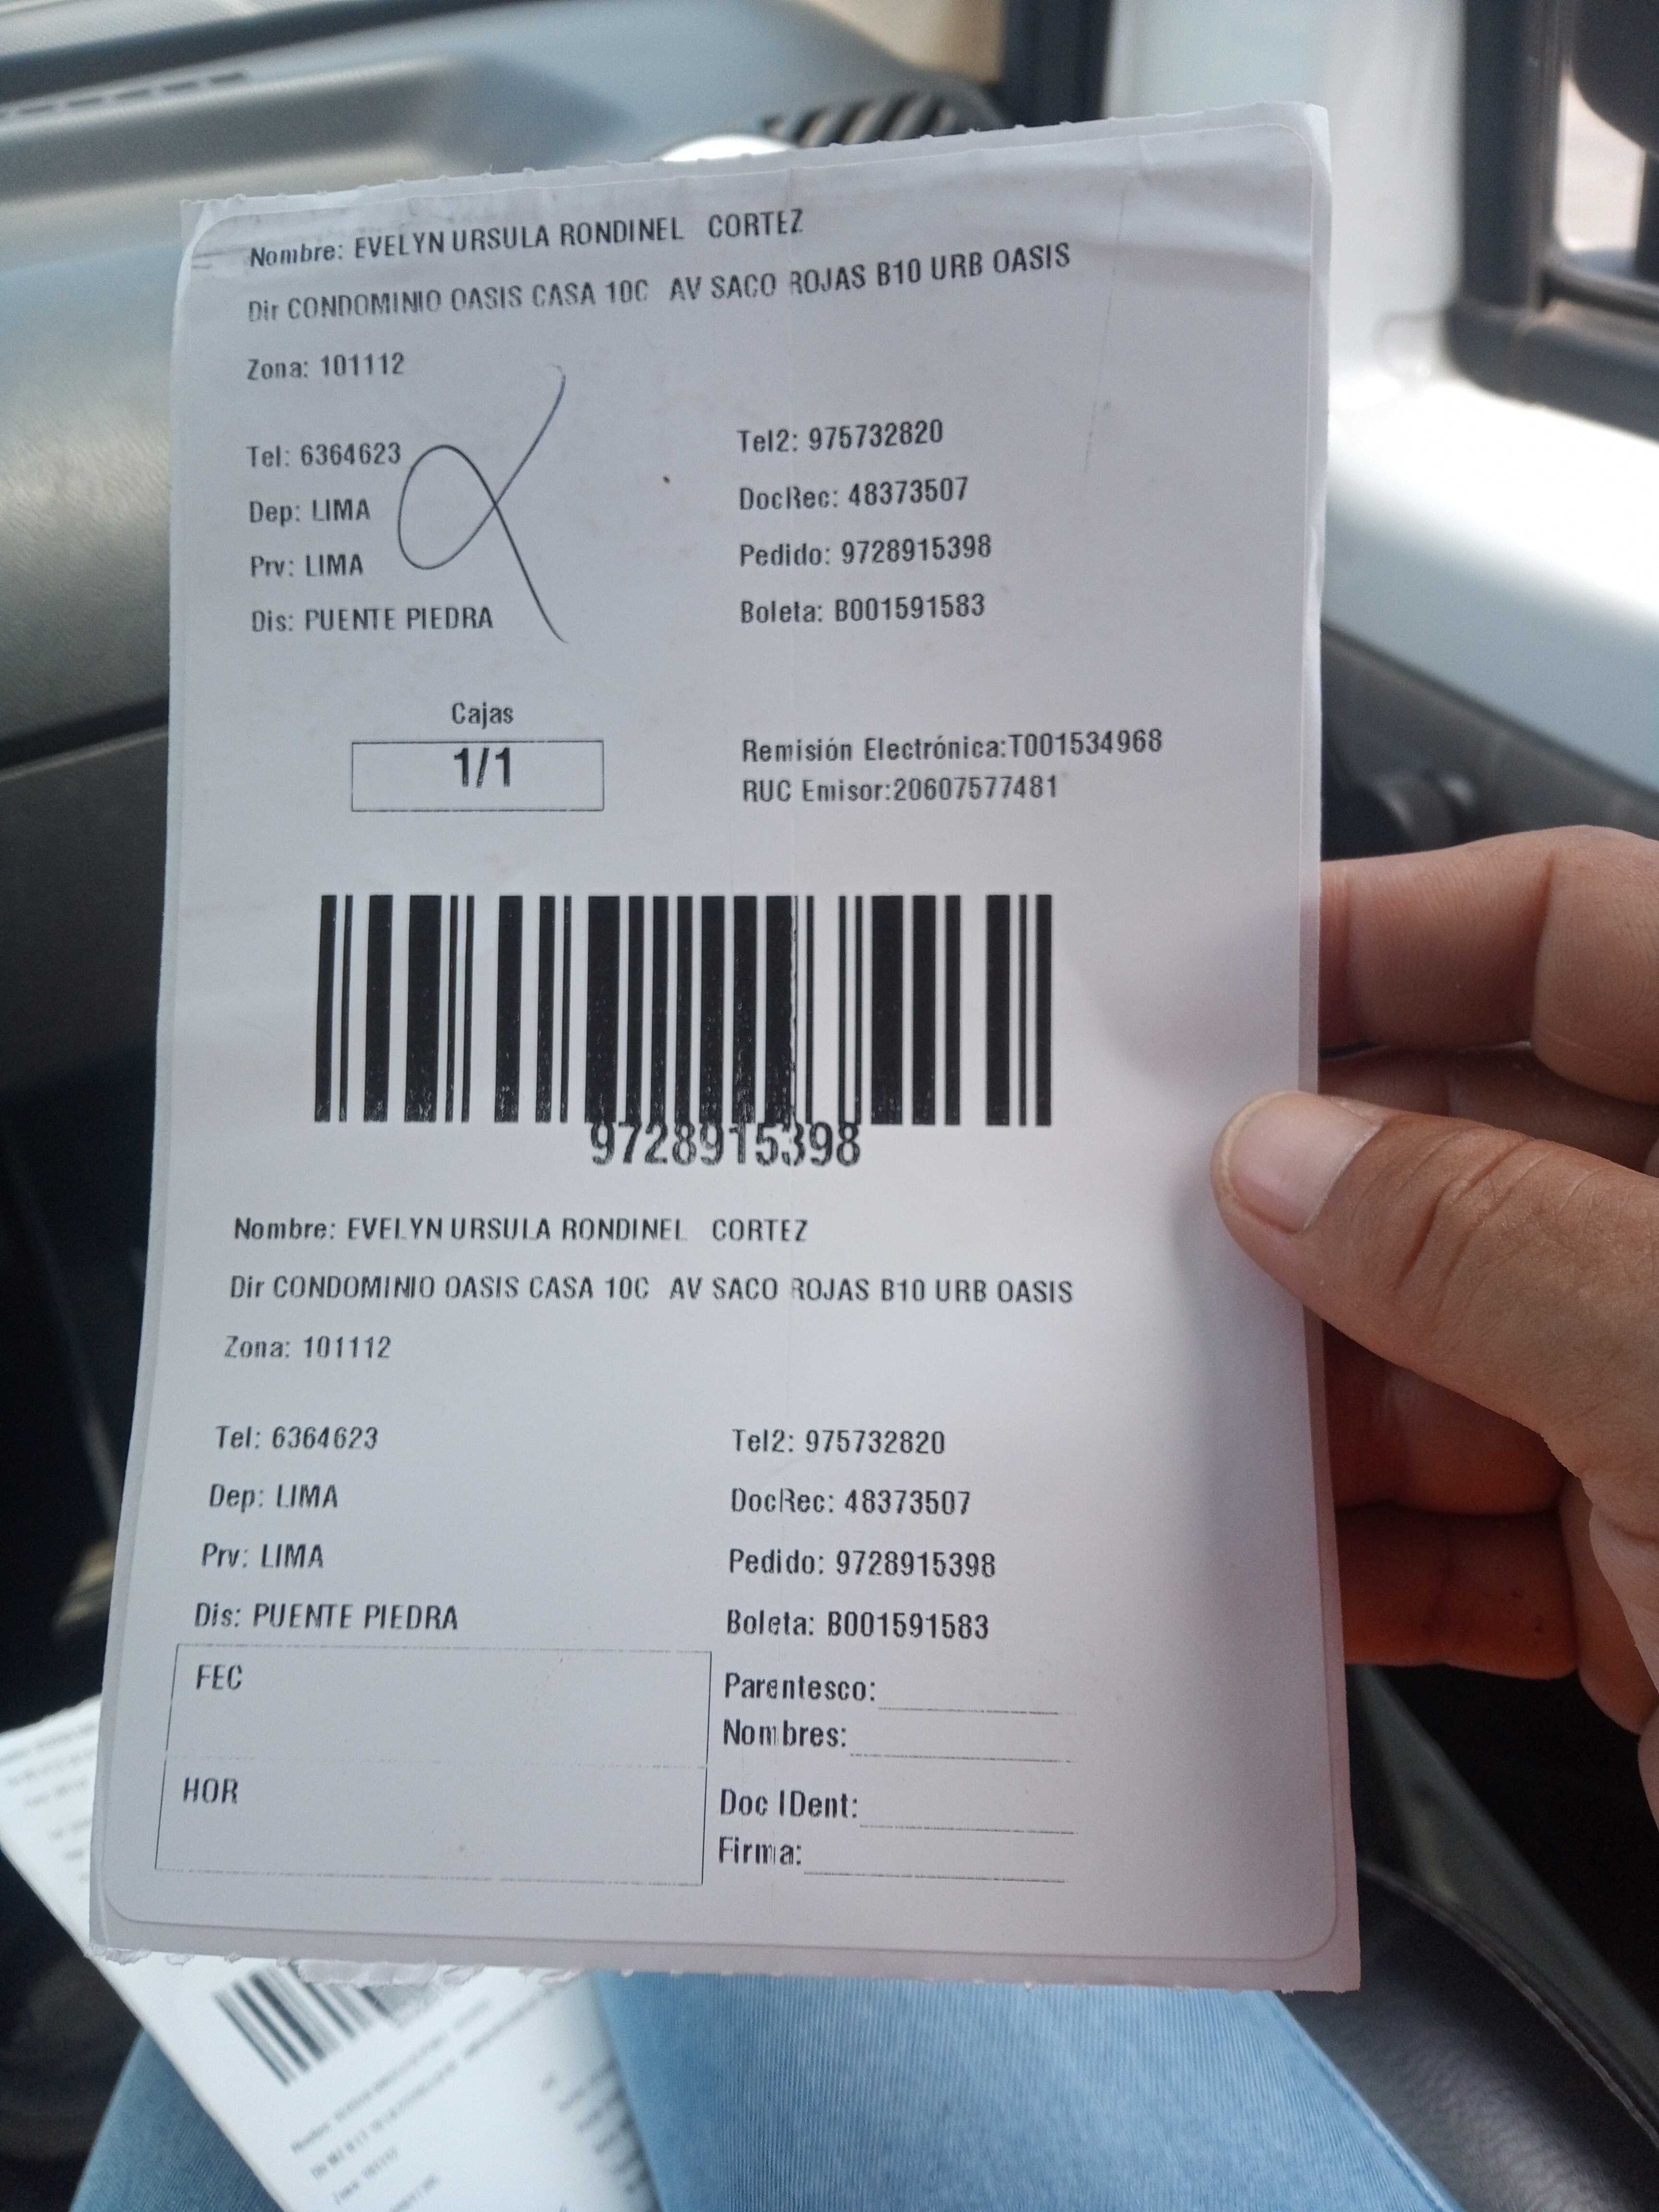 Nombre: EVELYN URSULA RONDINEL CORTEZ
Dir CONDOMINIO OASIS CASA 10C AV SACO ROJAS B10 URB OASIS
Zona: 101112
Tel: 6364623 Tel2: 975732820
Dep: LIMA DocRec: 48373507
Prv: LIMA Pedido: 9728915398
Dis: PUENTE PIEDRA Boleta: B001591583
Cajas
1/1
Remisión Electrónica:T001534968
RUC Emisor:20607577481
9728915398
Nombre: EVELYN URSULA RONDINEL CORTEZ
Dir CONDOMINIO OASIS CASA 10C AV SACO ROJAS B10 URB OASIS
Zona: 101112
Tel: 6364623 Tel2: 975732820
Dep: LIMA DocRec: 48373507
Prv: LIMA Pedido: 9728915398
Dis: PUENTE PIEDRA Boleta: B001591583
FEC
Parentesco:
Nombres:
HOR
Doc IDent:
Firma: